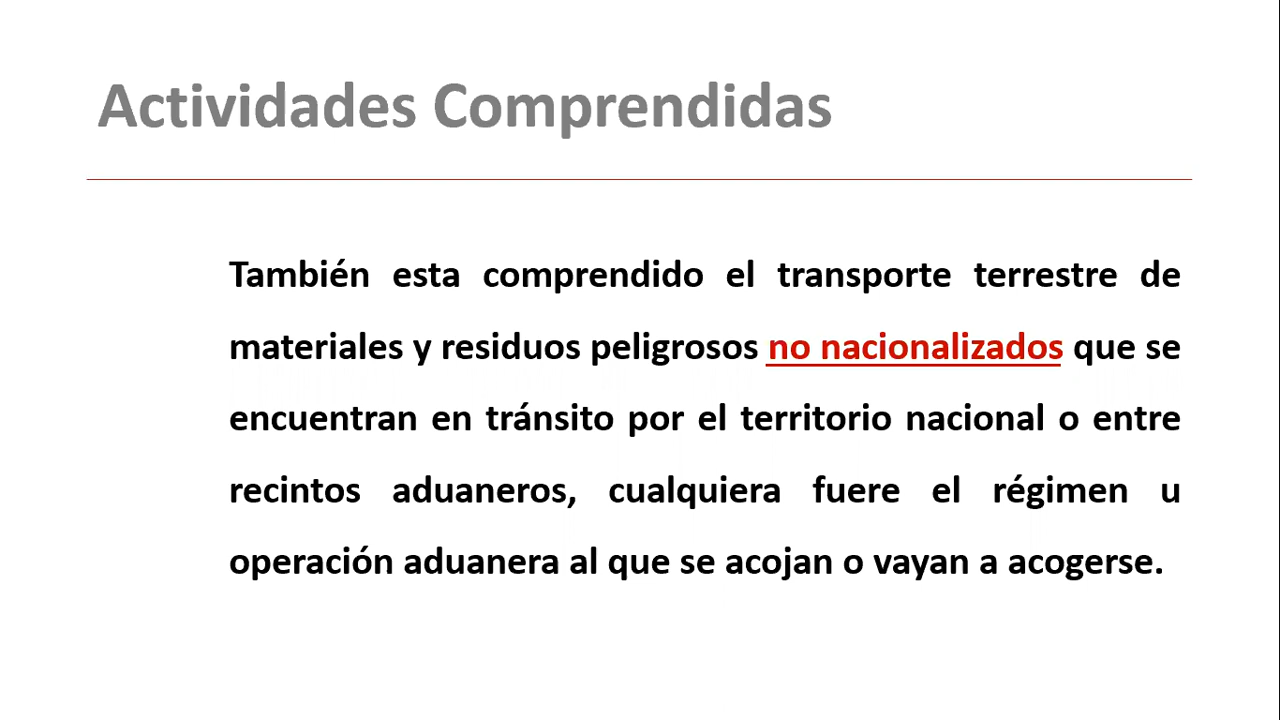 Actividades Comprendidas
También esta comprendido el transporte terrestre de
materiales y residuos peligrosos no nacionalizados que se
encuentran en tránsito por el territorio nacional o entre
recintos aduaneros, cualquiera fuere el régimen u
operación aduanera al que se acojan o vayan a acogerse.